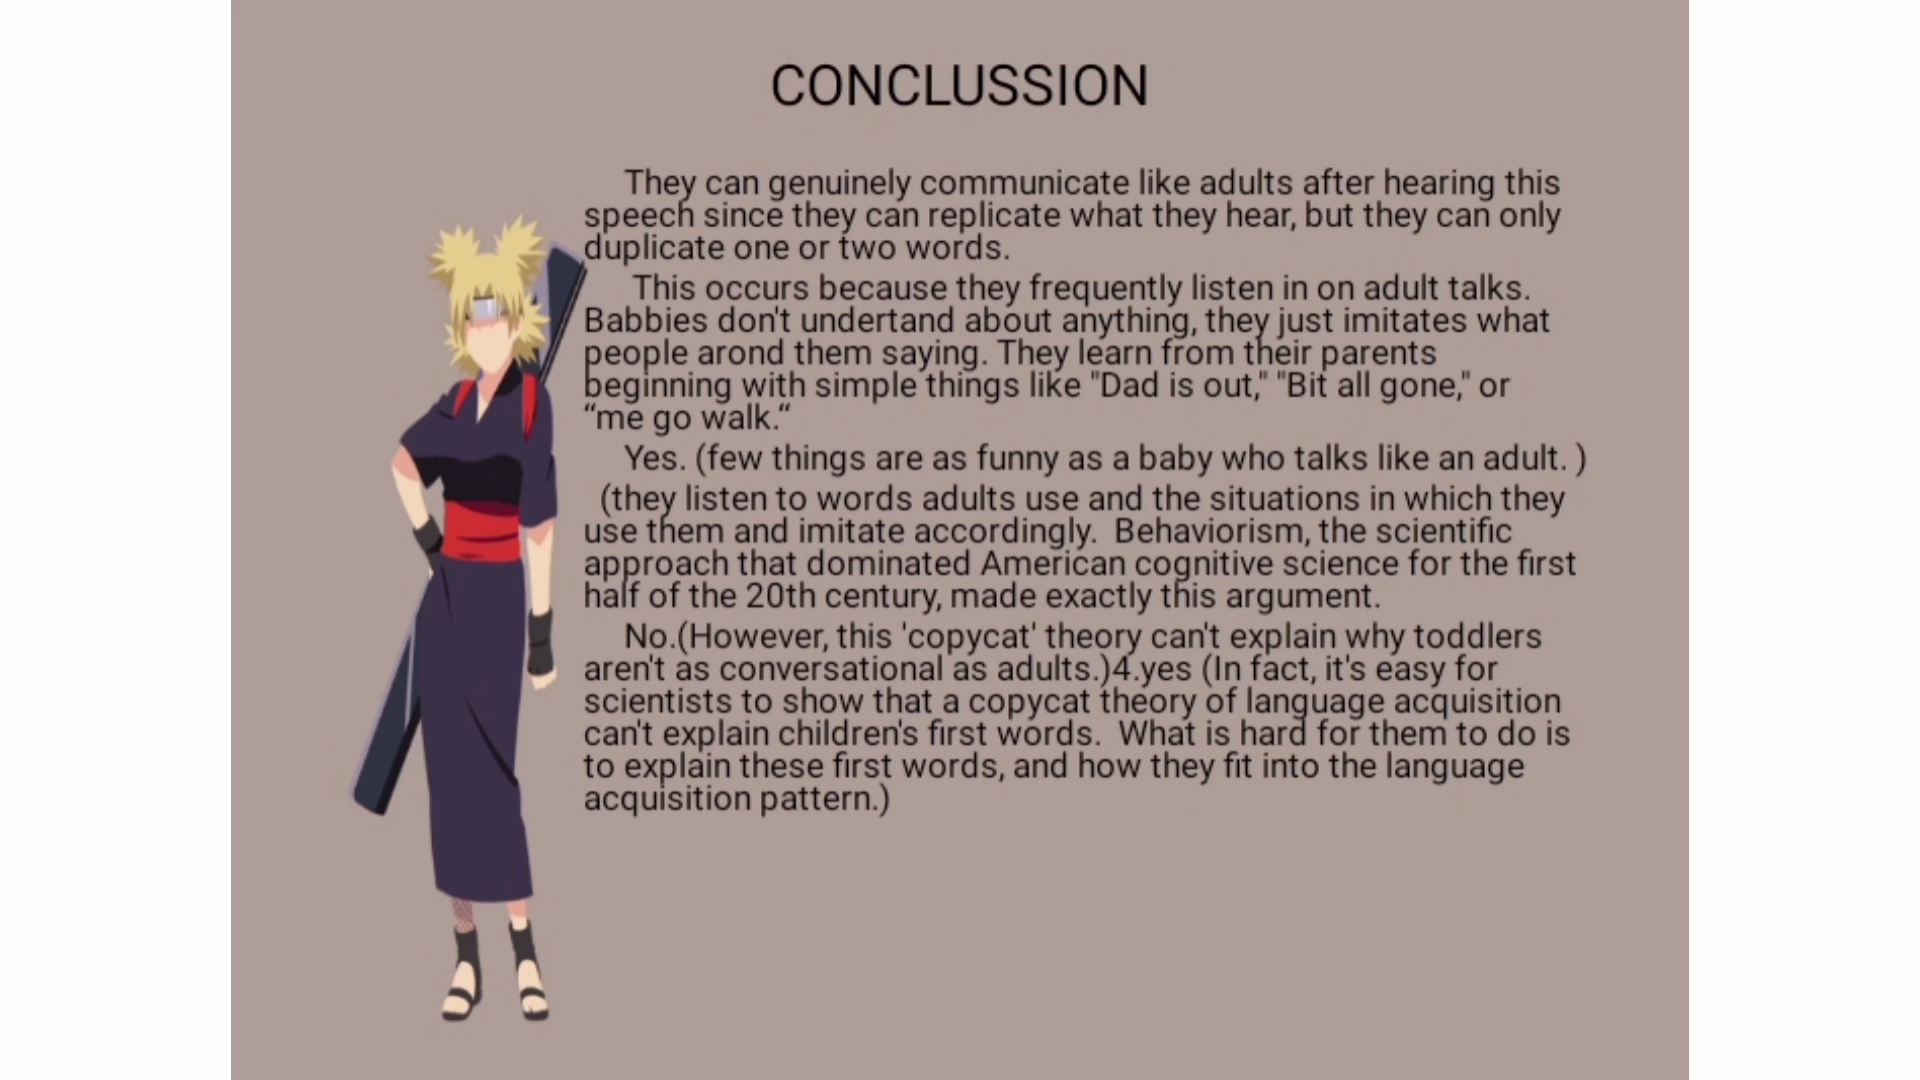 CONCLUSSION
They can genuinely communicate like adults after hearing this
speech since they can replicate what they hear, but they can only
duplicate one or two words.
This occurs because they frequently listen in on adult talks.
Babbies don't undertand about anything, they just imitates what
people arond them saying. They learn from their parents
beginning with simple things like "Dad is out," "Bit all gone," or
“me go walk.“
Yes. (few things are as funny as a baby who talks like an adult. )
(they listen to words adults use and the situations in which they
use them and imitate accordingly.  Behaviorism, the scientific
approach that dominated American cognitive science for the first
half of the 20th century, made exactly this argument.
No.(However, this 'copycat' theory can't explain why toddlers
aren't as conversational as adults.)4.yes (In fact, it's easy for
scientists to show that a copycat theory of language acquisition
can't explain children's first words.  What is hard for them to do is
to explain these first words, and how they fit into the language
acquisition pattern.)